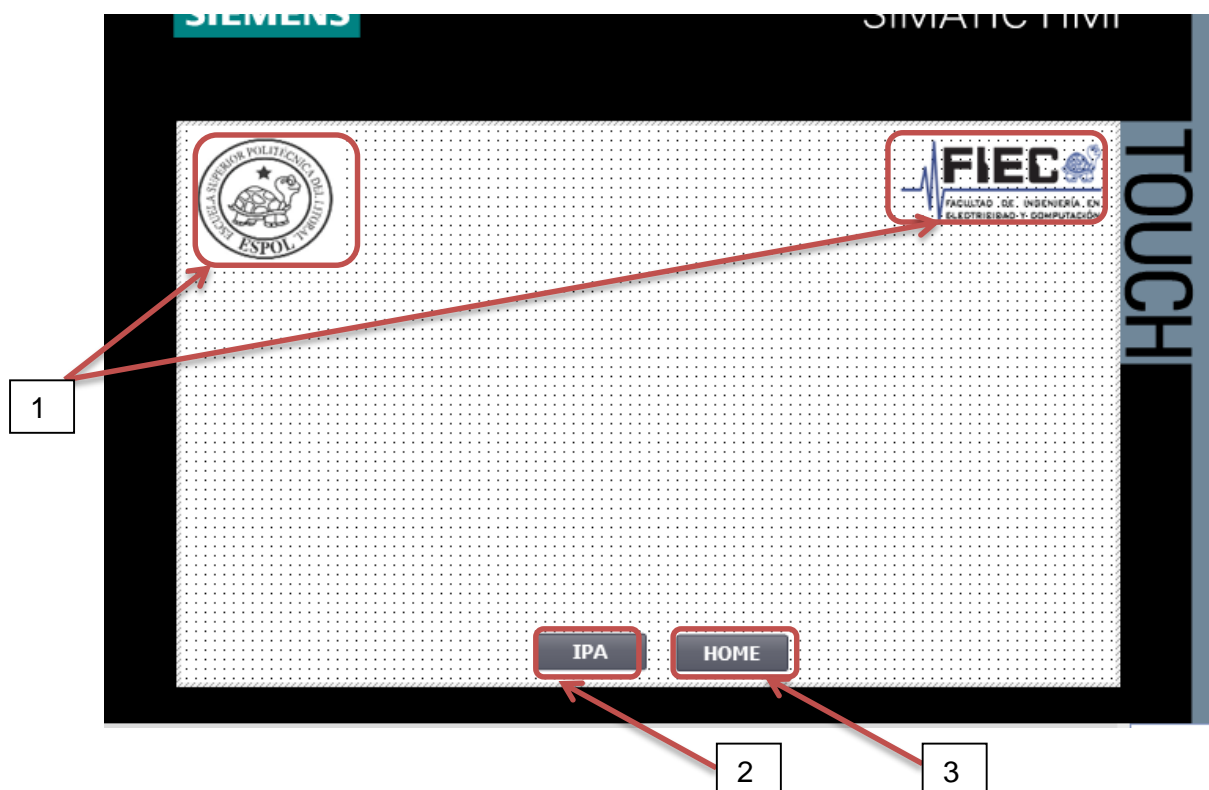 SIEMENS
SIMATIC HMI
TOUCH
ESCUELA SUPERIOR POLITÉCNICA DEL LITORAL
ESPOL
FIEC
FACULTAD DE INGENIERÍA EN
ELECTRICIDAD Y COMPUTACIÓN
1
IPA
HOME
2
3